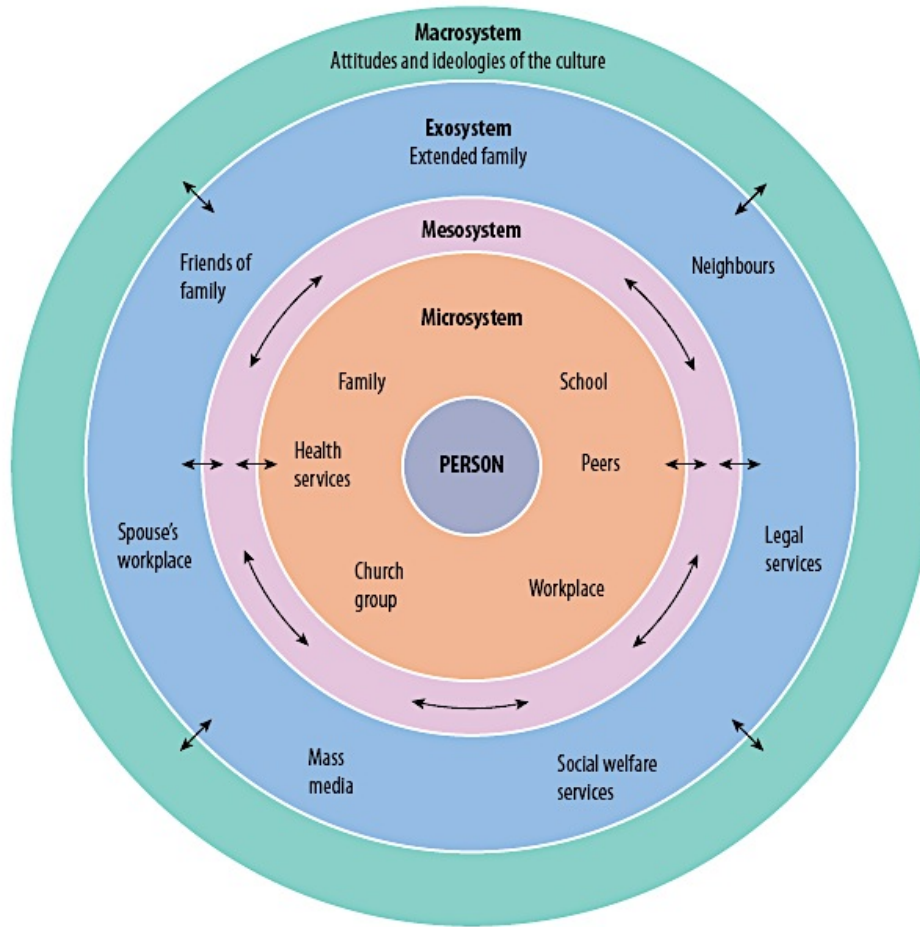 Macrosystem
Attitudes and ideologies of the culture
Exosystem
Extended family
Mesosystem
Friends of
family
Neighbours
Microsystem
Family
School
Health
services
PERSON
Peers
Spouse's
workplace
Legal
services
Church
group
Workplace
Mass
media
Social welfare
services